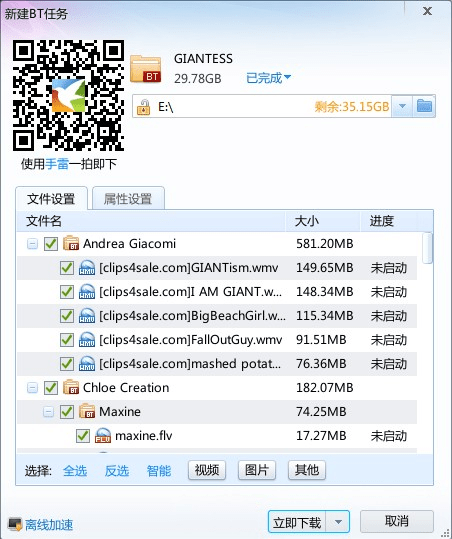 新建BT任务
GIANTESS
BT
29.78GB 已完成
E:\ 剩余:35.15GB
使用手雷一拍即下
文件设置 属性设置
文件名 大小 进度
BT Andrea Giacomi 581.20MB
[clips4sale.com]GIANTism.wmv 149.65MB 未启动
[clips4sale.com]I AM GIANT.w... 148.34MB 未启动
[clips4sale.com]BigBeachGirl.w... 115.34MB 未启动
[clips4sale.com]FallOutGuy.wmv 91.51MB 未启动
[clips4sale.com]mashed potat... 76.36MB 未启动
BT Chloe Creation 182.07MB
BT Maxine 74.25MB
FLV maxine.flv 17.27MB 未启动
选择: 全选 反选 智能 视频 图片 其他
离线加速 立即下载 取消